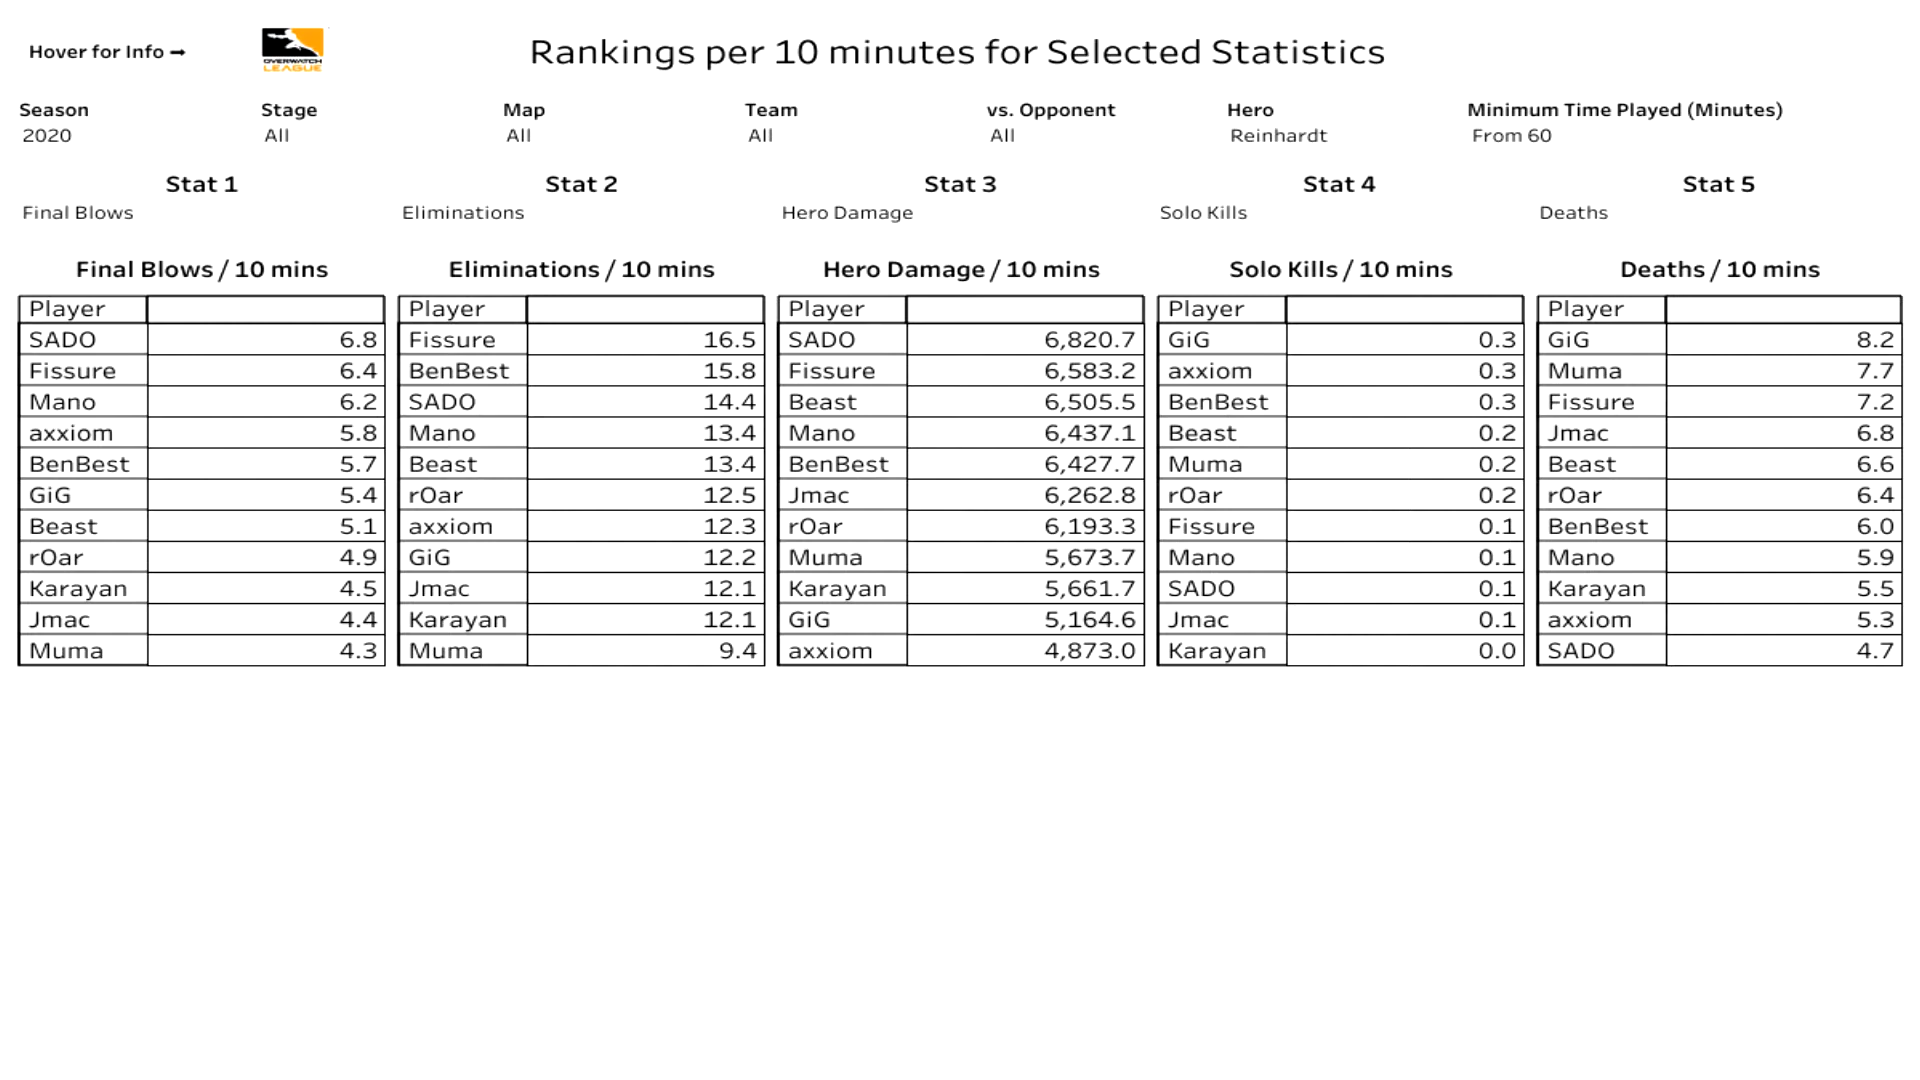 Hover for Info ➡
OVERWATCH
LEAGUE
Rankings per 10 minutes for Selected Statistics
Season Stage Map Team vs. Opponent Hero Minimum Time Played (Minutes)
2020 All All All All Reinhardt From 60
Stat 1 Stat 2 Stat 3 Stat 4 Stat 5
Final Blows Eliminations Hero Damage Solo Kills Deaths
Final Blows / 10 mins Eliminations / 10 mins Hero Damage / 10 mins Solo Kills / 10 mins Deaths / 10 mins
Player Player Player Player Player
SADO 6.8 Fissure 16.5 SADO 6,820.7 GiG 0.3 GiG 8.2
Fissure 6.4 BenBest 15.8 Fissure 6,583.2 axxiom 0.3 Muma 7.7
Mano 6.2 SADO 14.4 Beast 6,505.5 BenBest 0.3 Fissure 7.2
axxiom 5.8 Mano 13.4 Mano 6,437.1 Beast 0.2 Jmac 6.8
BenBest 5.7 Beast 13.4 BenBest 6,427.7 Muma 0.2 Beast 6.6
GiG 5.4 rOar 12.5 Jmac 6,262.8 rOar 0.2 rOar 6.4
Beast 5.1 axxiom 12.3 rOar 6,193.3 Fissure 0.1 BenBest 6.0
rOar 4.9 GiG 12.2 Muma 5,673.7 Mano 0.1 Mano 5.9
Karayan 4.5 Jmac 12.1 Karayan 5,661.7 SADO 0.1 Karayan 5.5
Jmac 4.4 Karayan 12.1 GiG 5,164.6 Jmac 0.1 axxiom 5.3
Muma 4.3 Muma 9.4 axxiom 4,873.0 Karayan 0.0 SADO 4.7